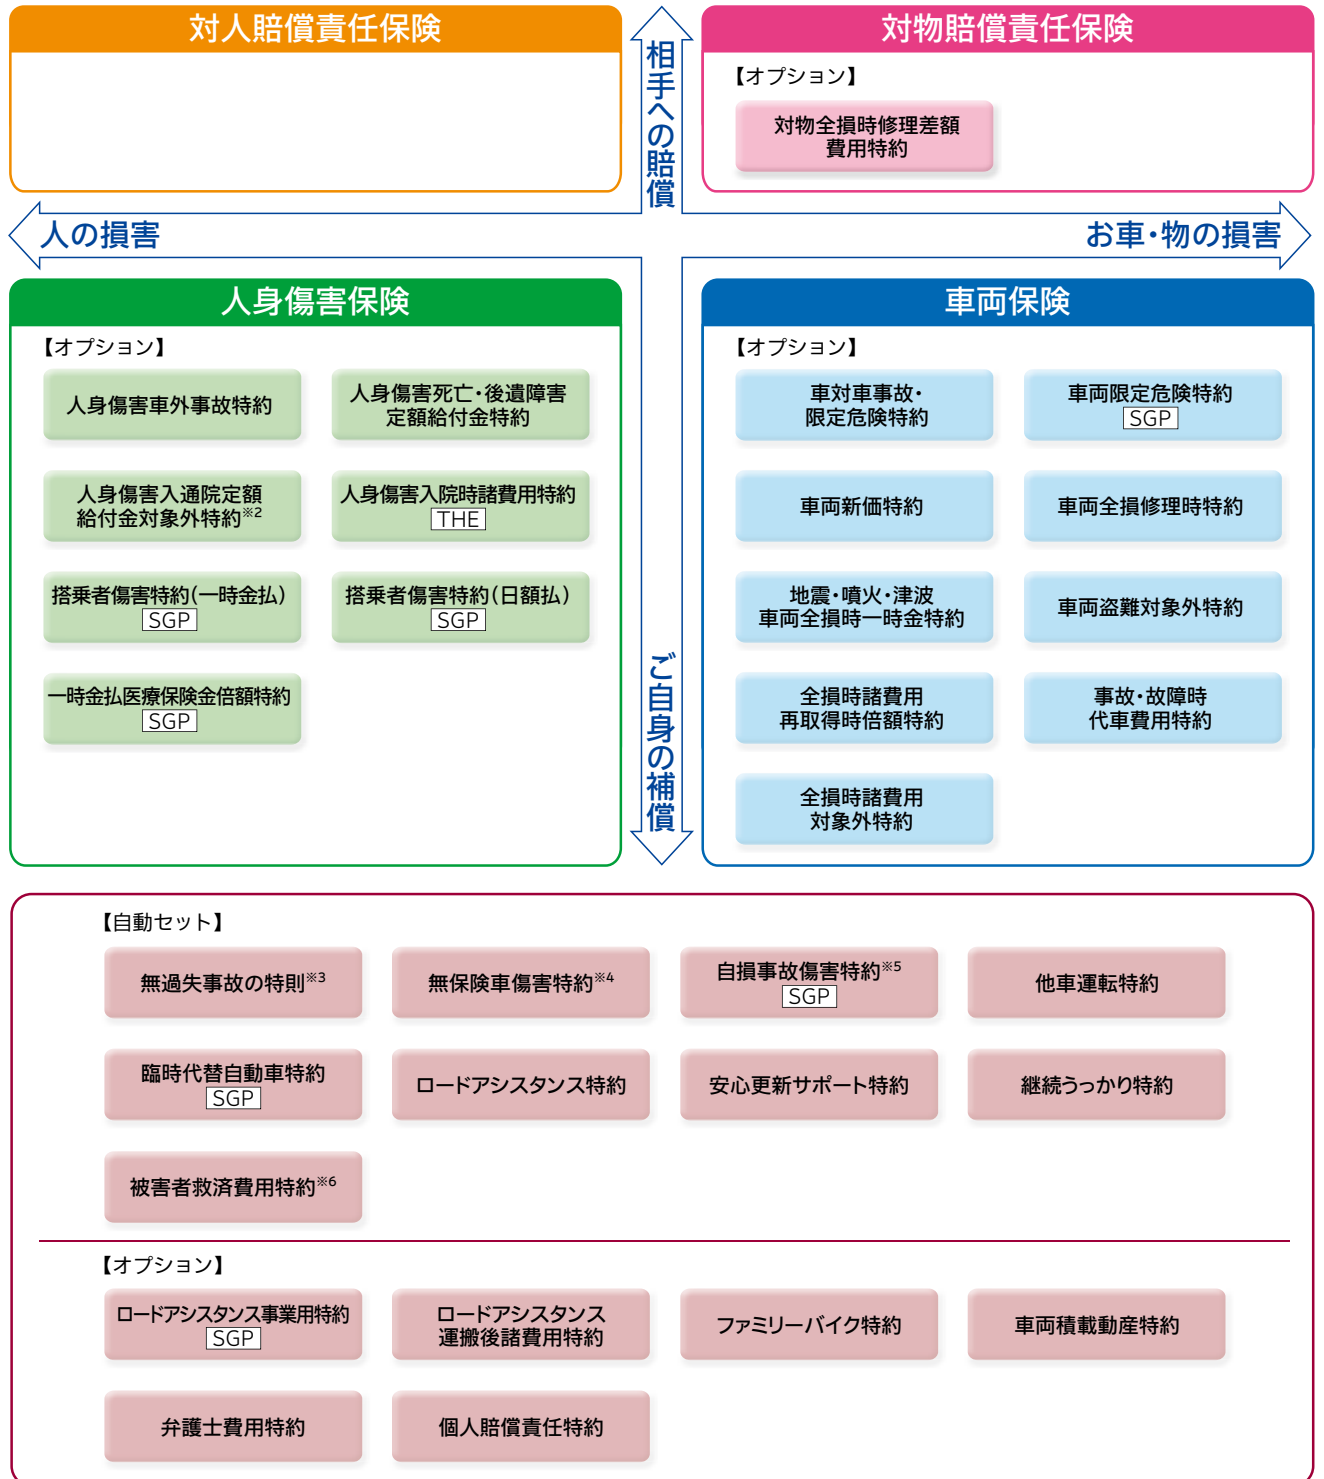 対人賠償責任保険
対物賠償責任保険
【オプション】
対物全損時修理差額
費用特約
相手への賠償
人の損害
お車・物の損害
人身傷害保険
【オプション】
人身傷害車外事故特約
人身傷害死亡・後遺障害
定額給付金特約
人身傷害入通院定額
給付金対象外特約※2
人身傷害入院時諸費用特約
THE
搭乗者傷害特約(一時金払)
SGP
搭乗者傷害特約(日額払)
SGP
一時金払医療保険金倍額特約
SGP
ご自身の補償
車両保険
【オプション】
車対車事故・
限定危険特約
車両限定危険特約
SGP
車両新価特約
車両全損修理時特約
地震・噴火・津波
車両全損時一時金特約
車両盗難対象外特約
全損時諸費用
再取得時倍額特約
事故・故障時
代車費用特約
全損時諸費用
対象外特約
【自動セット】
無過失事故の特則※3
無保険車傷害特約※4
自損事故傷害特約※5
SGP
他車運転特約
臨時代替自動車特約
SGP
ロードアシスタンス特約
安心更新サポート特約
継続うっかり特約
被害者救済費用特約※6
【オプション】
ロードアシスタンス事業用特約
SGP
ロードアシスタンス
運搬後諸費用特約
ファミリーバイク特約
車両積載動産特約
弁護士費用特約
個人賠償責任特約